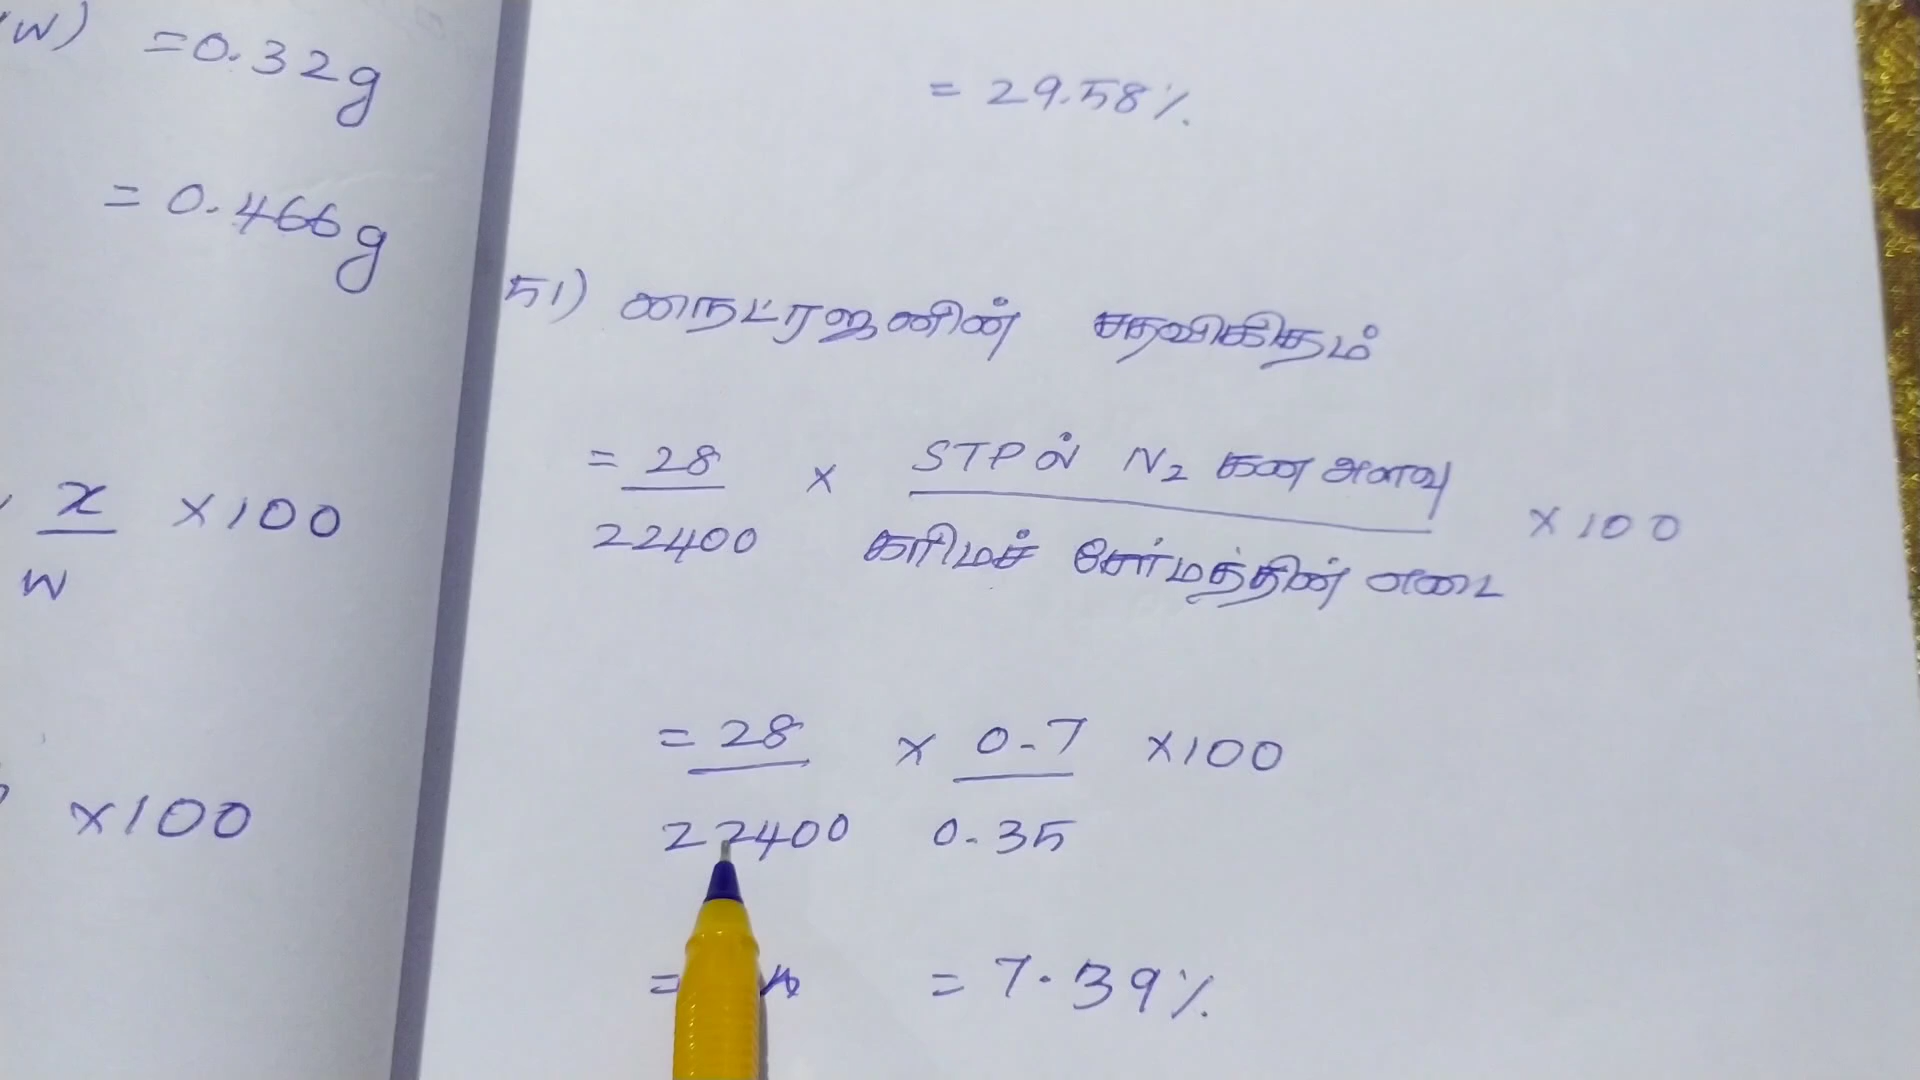 (W) =0.32g
= 0.466g
x ×100
W
×100
= 29.58%.
51) நைட்ரஜனின் சதவிகிதம்
= 28 × STPல் N2 கன அளவு ×100
22400 கரிமச் சேர்மத்தின் எடை
= 28 × 0.7 ×100
22400 0.35
= = 7.39%.